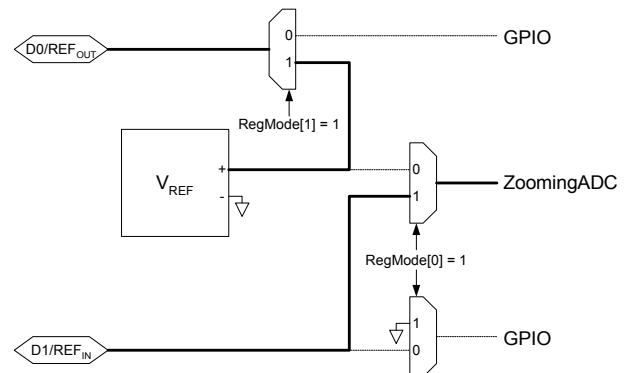 0
GPIO
D0/REFOUT
1
RegMode[1] = 1
VREF
+
-
0
1
ZoomingADC
RegMode[0] = 1
1
0
GPIO
D1/REFIN